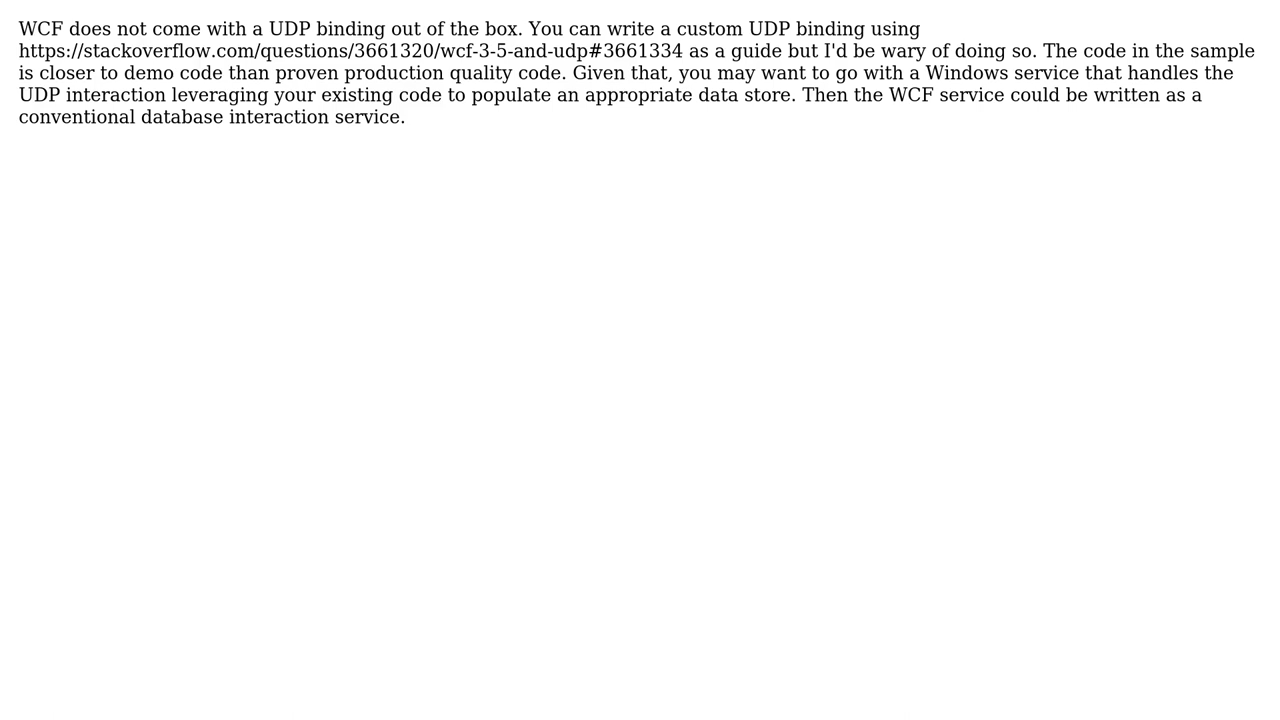 WCF does not come with a UDP binding out of the box. You can write a custom UDP binding using
https://stackoverflow.com/questions/3661320/wcf-3-5-and-udp#3661334 as a guide but I'd be wary of doing so. The code in the sample
is closer to demo code than proven production quality code. Given that, you may want to go with a Windows service that handles the
UDP interaction leveraging your existing code to populate an appropriate data store. Then the WCF service could be written as a
conventional database interaction service.